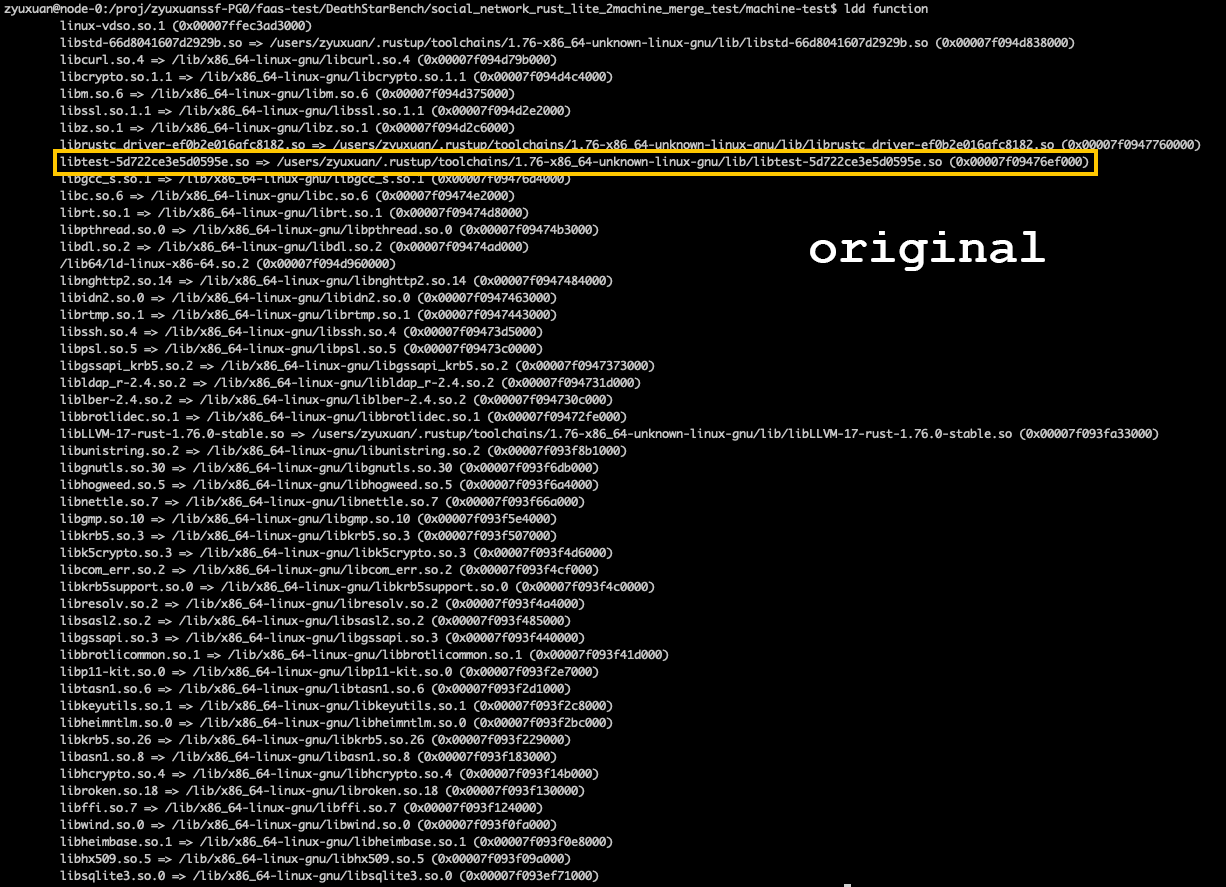 zyuxuan@node-0:/proj/zyuxuanssf-PG0/faas-test/DeathStarBench/social_network_rust_lite_2machine_merge_test/machine-test$ ldd function
linux-vdso.so.1 (0x00007ffec3ad3000)
libstd-66d8041607d2929b.so => /users/zyuxuan/.rustup/toolchains/1.76-x86_64-unknown-linux-gnu/lib/libstd-66d8041607d2929b.so (0x00007f094d838000)
libcurl.so.4 => /lib/x86_64-linux-gnu/libcurl.so.4 (0x00007f094d79b000)
libcrypto.so.1.1 => /lib/x86_64-linux-gnu/libcrypto.so.1.1 (0x00007f094d4c4000)
libm.so.6 => /lib/x86_64-linux-gnu/libm.so.6 (0x00007f094d375000)
libssl.so.1.1 => /lib/x86_64-linux-gnu/libssl.so.1.1 (0x00007f094d2e2000)
libz.so.1 => /lib/x86_64-linux-gnu/libz.so.1 (0x00007f094d2c6000)
librustc_driver-ef0b2e016afc8182.so => /users/zyuxuan/.rustup/toolchains/1.76-x86_64-unknown-linux-gnu/lib/librustc_driver-ef0b2e016afc8182.so (0x00007f0947760000)
libtest-5d722ce3e5d0595e.so => /users/zyuxuan/.rustup/toolchains/1.76-x86_64-unknown-linux-gnu/lib/libtest-5d722ce3e5d0595e.so (0x00007f09476ef000)
libgcc_s.so.1 => /lib/x86_64-linux-gnu/libgcc_s.so.1 (0x00007f09476d4000)
libc.so.6 => /lib/x86_64-linux-gnu/libc.so.6 (0x00007f09474e2000)
librt.so.1 => /lib/x86_64-linux-gnu/librt.so.1 (0x00007f09474d8000)
libpthread.so.0 => /lib/x86_64-linux-gnu/libpthread.so.0 (0x00007f09474b3000)
libdl.so.2 => /lib/x86_64-linux-gnu/libdl.so.2 (0x00007f09474ad000)
original
/lib64/ld-linux-x86-64.so.2 (0x00007f094d960000)
libnghttp2.so.14 => /lib/x86_64-linux-gnu/libnghttp2.so.14 (0x00007f0947484000)
libidn2.so.0 => /lib/x86_64-linux-gnu/libidn2.so.0 (0x00007f0947463000)
librtmp.so.1 => /lib/x86_64-linux-gnu/librtmp.so.1 (0x00007f0947443000)
libssh.so.4 => /lib/x86_64-linux-gnu/libssh.so.4 (0x00007f09473d5000)
libpsl.so.5 => /lib/x86_64-linux-gnu/libpsl.so.5 (0x00007f09473c0000)
libgssapi_krb5.so.2 => /lib/x86_64-linux-gnu/libgssapi_krb5.so.2 (0x00007f0947373000)
libldap_r-2.4.so.2 => /lib/x86_64-linux-gnu/libldap_r-2.4.so.2 (0x00007f094731d000)
liblber-2.4.so.2 => /lib/x86_64-linux-gnu/liblber-2.4.so.2 (0x00007f094730c000)
libbrotlidec.so.1 => /lib/x86_64-linux-gnu/libbrotlidec.so.1 (0x00007f09472fe000)
libLLVM-17-rust-1.76.0-stable.so => /users/zyuxuan/.rustup/toolchains/1.76-x86_64-unknown-linux-gnu/lib/libLLVM-17-rust-1.76.0-stable.so (0x00007f093fa33000)
libunistring.so.2 => /lib/x86_64-linux-gnu/libunistring.so.2 (0x00007f093f8b1000)
libgnutls.so.30 => /lib/x86_64-linux-gnu/libgnutls.so.30 (0x00007f093f6db000)
libhogweed.so.5 => /lib/x86_64-linux-gnu/libhogweed.so.5 (0x00007f093f6a4000)
libnettle.so.7 => /lib/x86_64-linux-gnu/libnettle.so.7 (0x00007f093f66a000)
libgmp.so.10 => /lib/x86_64-linux-gnu/libgmp.so.10 (0x00007f093f5e4000)
libkrb5.so.3 => /lib/x86_64-linux-gnu/libkrb5.so.3 (0x00007f093f507000)
libk5crypto.so.3 => /lib/x86_64-linux-gnu/libk5crypto.so.3 (0x00007f093f4d6000)
libcom_err.so.2 => /lib/x86_64-linux-gnu/libcom_err.so.2 (0x00007f093f4cf000)
libkrb5support.so.0 => /lib/x86_64-linux-gnu/libkrb5support.so.0 (0x00007f093f4c0000)
libresolv.so.2 => /lib/x86_64-linux-gnu/libresolv.so.2 (0x00007f093f4a4000)
libsasl2.so.2 => /lib/x86_64-linux-gnu/libsasl2.so.2 (0x00007f093f485000)
libgssapi.so.3 => /lib/x86_64-linux-gnu/libgssapi.so.3 (0x00007f093f440000)
libbrotlicommon.so.1 => /lib/x86_64-linux-gnu/libbrotlicommon.so.1 (0x00007f093f41d000)
libp11-kit.so.0 => /lib/x86_64-linux-gnu/libp11-kit.so.0 (0x00007f093f2e7000)
libtasn1.so.6 => /lib/x86_64-linux-gnu/libtasn1.so.6 (0x00007f093f2d1000)
libkeyutils.so.1 => /lib/x86_64-linux-gnu/libkeyutils.so.1 (0x00007f093f2c8000)
libheimntlm.so.0 => /lib/x86_64-linux-gnu/libheimntlm.so.0 (0x00007f093f2bc000)
libkrb5.so.26 => /lib/x86_64-linux-gnu/libkrb5.so.26 (0x00007f093f229000)
libasn1.so.8 => /lib/x86_64-linux-gnu/libasn1.so.8 (0x00007f093f183000)
libhcrypto.so.4 => /lib/x86_64-linux-gnu/libhcrypto.so.4 (0x00007f093f14b000)
libroken.so.18 => /lib/x86_64-linux-gnu/libroken.so.18 (0x00007f093f130000)
libffi.so.7 => /lib/x86_64-linux-gnu/libffi.so.7 (0x00007f093f124000)
libwind.so.0 => /lib/x86_64-linux-gnu/libwind.so.0 (0x00007f093f0fa000)
libheimbase.so.1 => /lib/x86_64-linux-gnu/libheimbase.so.1 (0x00007f093f0e8000)
libhx509.so.5 => /lib/x86_64-linux-gnu/libhx509.so.5 (0x00007f093f09a000)
libsqlite3.so.0 => /lib/x86_64-linux-gnu/libsqlite3.so.0 (0x00007f093ef71000)